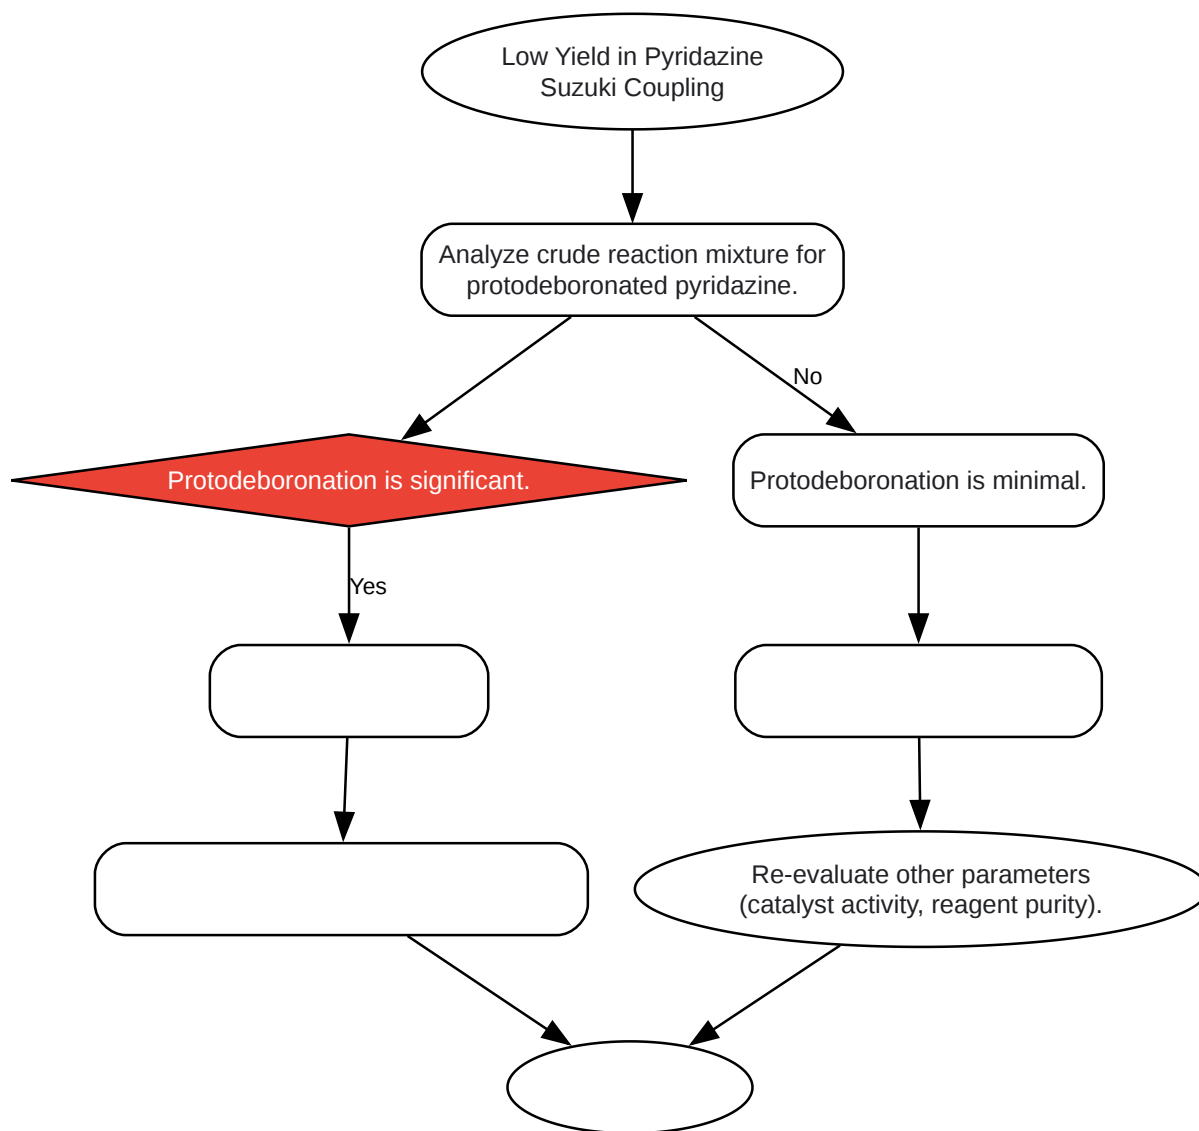 Low Yield in Pyridazine
Suzuki Coupling
Analyze crude reaction mixture for
protodeboronated pyridazine.
No
Protodeboronation is significant.
Protodeboronation is minimal.
Yes
Re-evaluate other parameters
(catalyst activity, reagent purity).